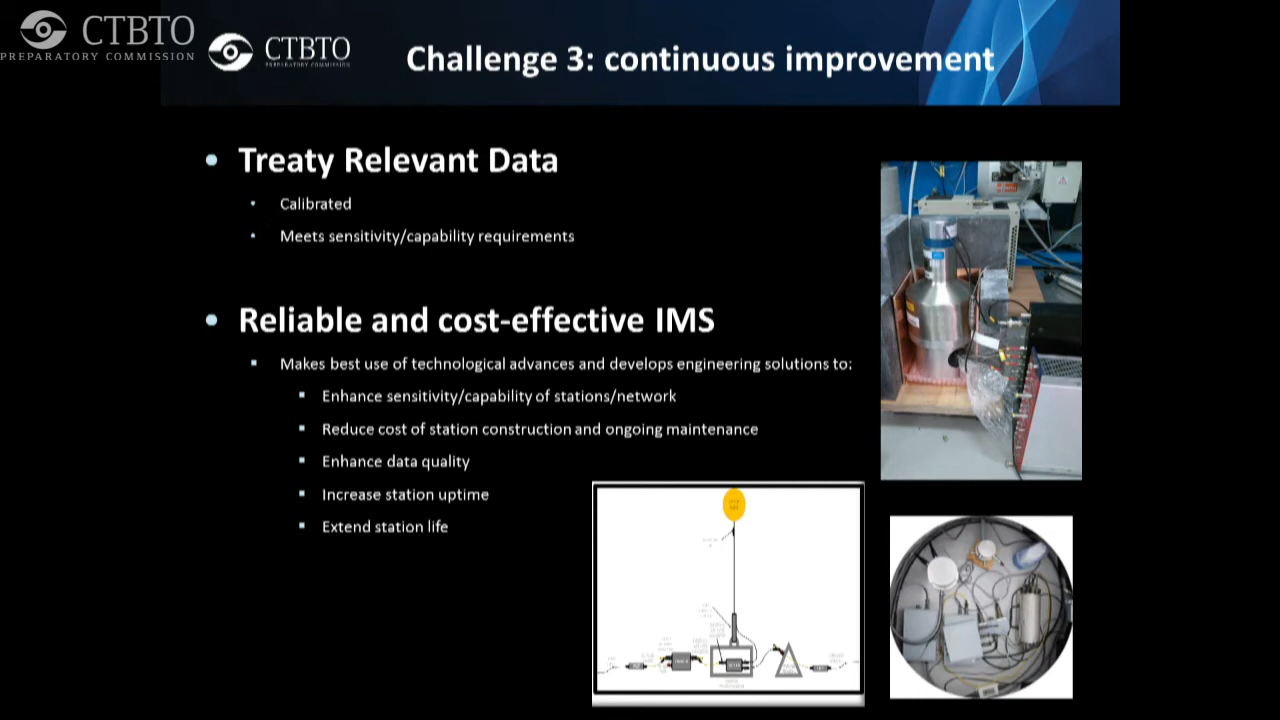 CTBTO
PREPARATORY COMMISSION
CTBTO
PREPARATORY COMMISSION
Challenge 3: continuous improvement
Treaty Relevant Data
Calibrated
Meets sensitivity/capability requirements
Reliable and cost-effective IMS
Makes best use of technological advances and develops engineering solutions to:
Enhance sensitivity/capability of stations/network
Reduce cost of station construction and ongoing maintenance
Enhance data quality
Increase station uptime
Extend station life